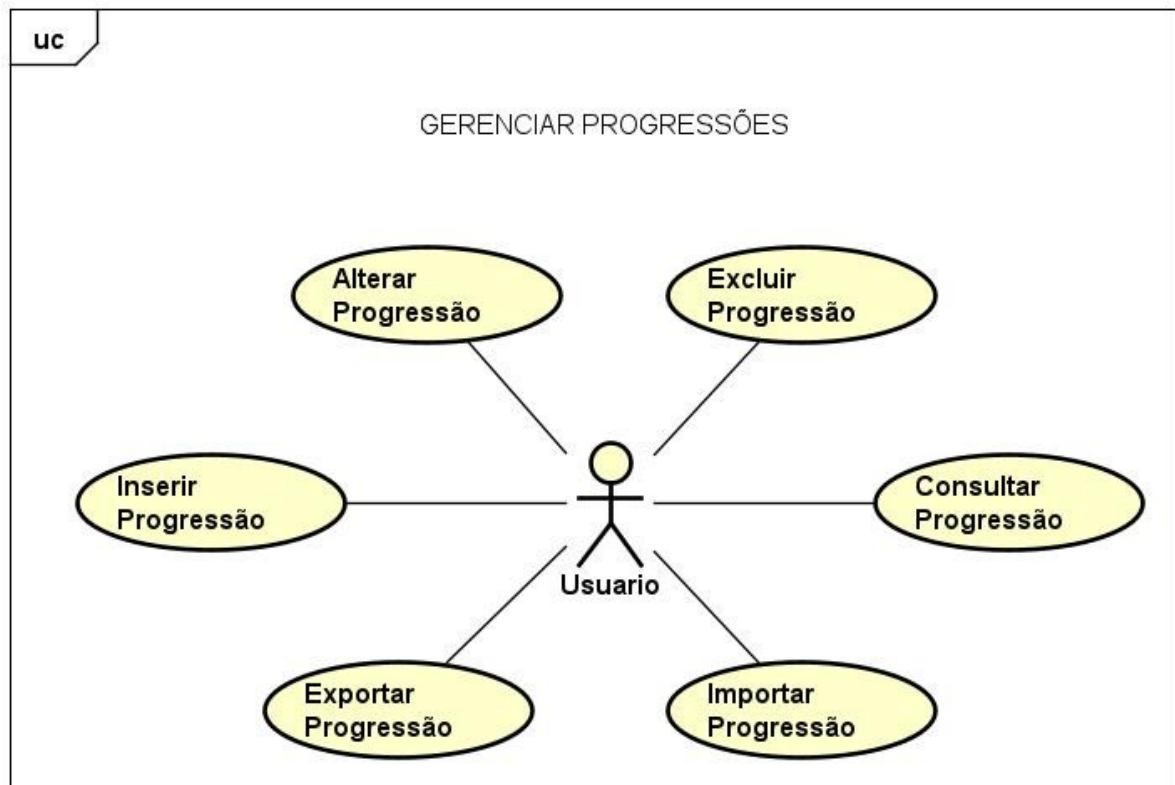 uc
GERENCIAR PROGRESSÕES
Alterar
Progressão
Excluir
Progressão
Inserir
Progressão
Consultar
Progressão
Usuario
Exportar
Progressão
Importar
Progressão